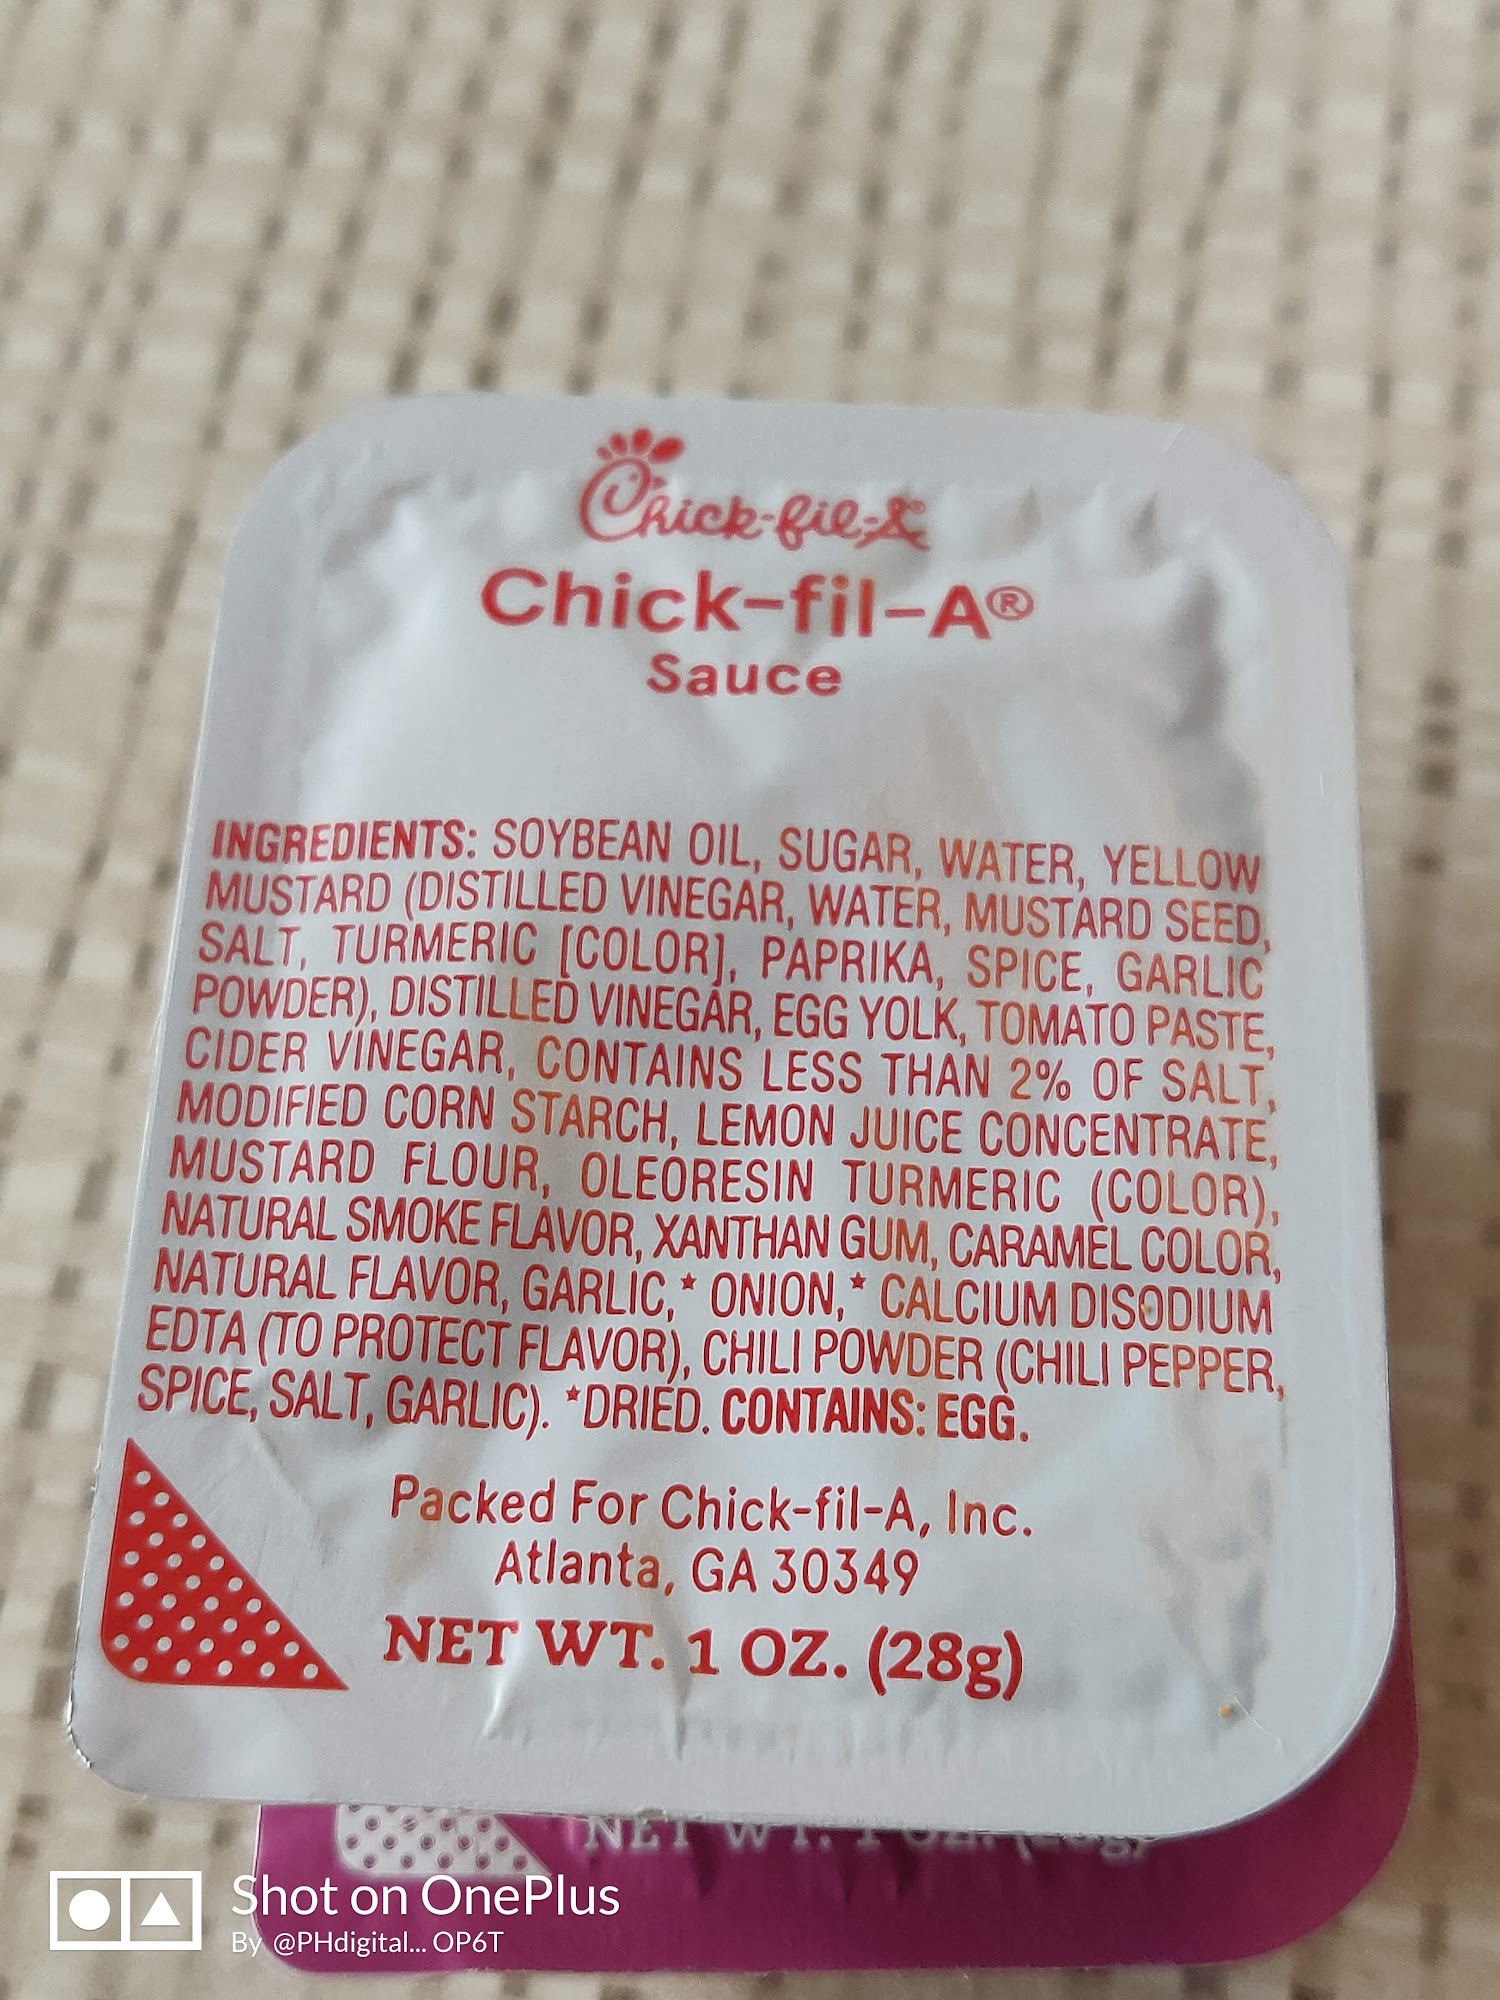 Chick-fil-A
Chick-fil-A®
Sauce
INGREDIENTS: SOYBEAN OIL, SUGAR, WATER, YELLOW
MUSTARD (DISTILLED VINEGAR, WATER, MUSTARD SEED,
SALT, TURMERIC [COLOR], PAPRIKA, SPICE, GARLIC
POWDER), DISTILLED VINEGAR, EGG YOLK, TOMATO PASTE,
CIDER VINEGAR, CONTAINS LESS THAN 2% OF SALT,
MODIFIED CORN STARCH, LEMON JUICE CONCENTRATE,
MUSTARD FLOUR, OLEORESIN TURMERIC (COLOR),
NATURAL SMOKE FLAVOR, XANTHAN GUM, CARAMEL COLOR,
NATURAL FLAVOR, GARLIC,* ONION,* CALCIUM DISODIUM
EDTA (TO PROTECT FLAVOR), CHILI POWDER (CHILI PEPPER,
SPICE, SALT, GARLIC). *DRIED. CONTAINS: EGG.
Packed For Chick-fil-A, Inc.
Atlanta, GA 30349
NET WT. 1 OZ. (28g)
NET WT. 1 OZ. (28g)
Shot on OnePlus
By @PHdigital... OP6T